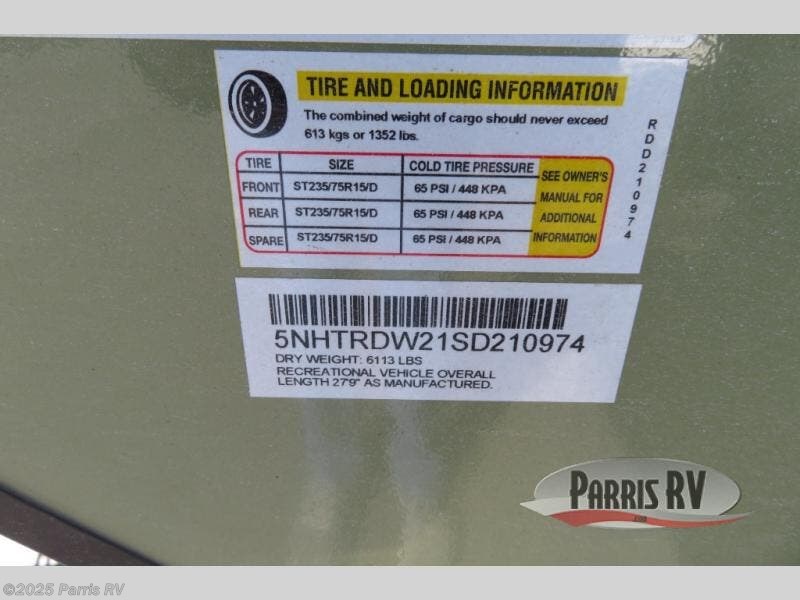 TIRE AND LOADING INFORMATION
The combined weight of cargo should never exceed
613 kgs or 1352 lbs.
TIRE SIZE COLD TIRE PRESSURE SEE OWNER'S MANUAL FOR ADDITIONAL INFORMATION
FRONT ST235/75R15/D 65 PSI / 448 KPA
REAR ST235/75R15/D 65 PSI / 448 KPA
SPARE ST235/75R15/D 65 PSI / 448 KPA
RDD210974
5NHTRDW21SD210974
DRY WEIGHT: 6113 LBS
RECREATIONAL VEHICLE OVERALL
LENGTH 27'9" AS MANUFACTURED.
PARRIS RV
©2025 Parris RV